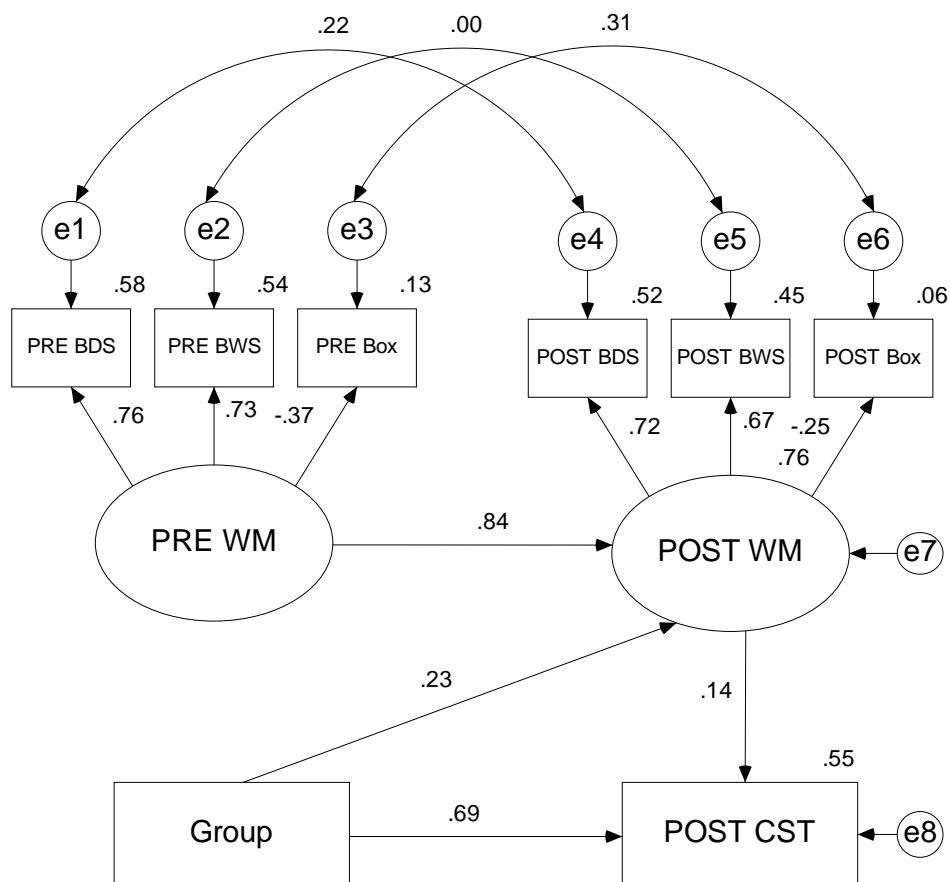 .22
.00
.31
e1
e2
e3
e4
e5
e6
.58
.54
.13
.52
.45
.06
PRE BDS
PRE BWS
PRE Box
POST BDS
POST BWS
POST Box
.76
.73
-.37
.72
.67
-.25
.76
PRE WM
.84
POST WM
e7
.23
.14
.55
Group
.69
POST CST
e8